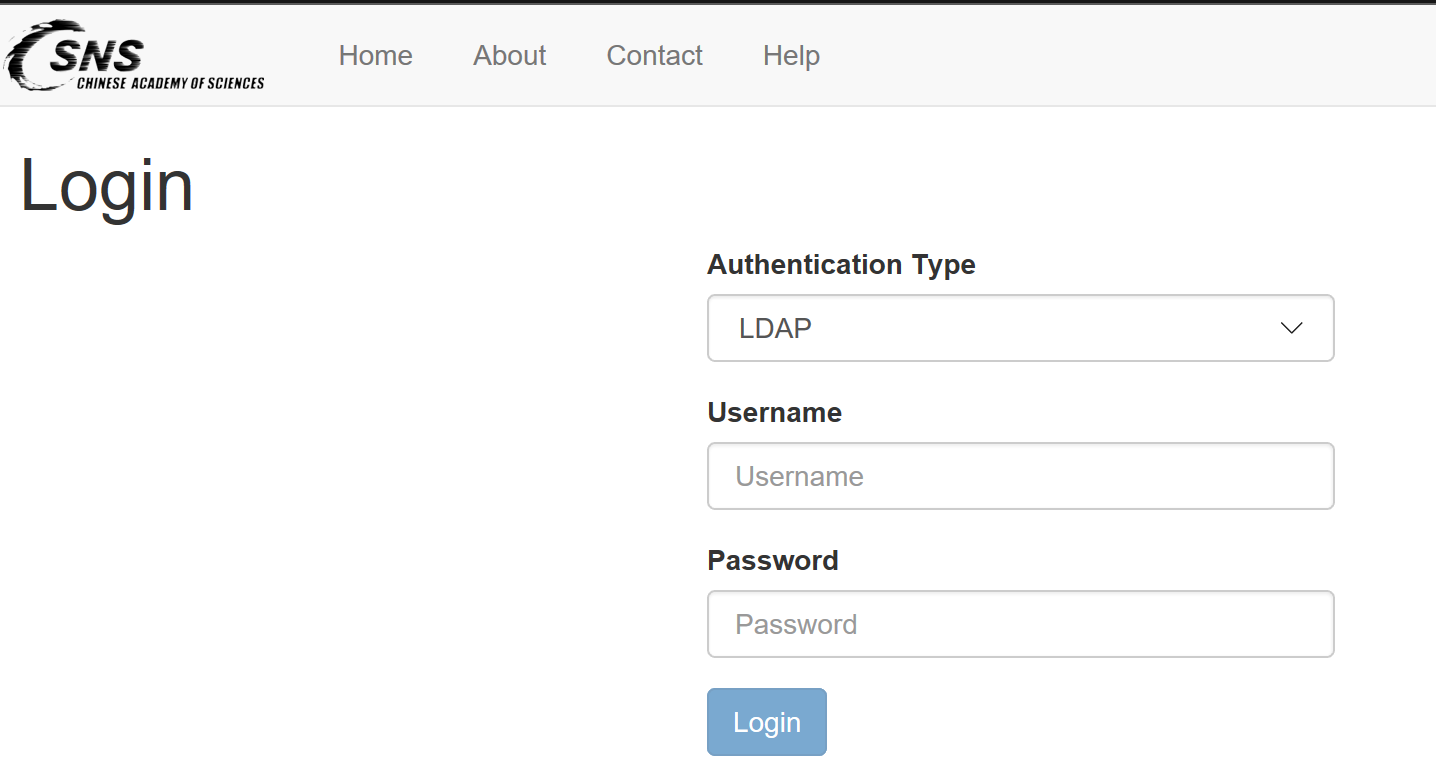 SNS
CHINESE ACADEMY OF SCIENCES
Home About Contact Help
Login
Authentication Type
LDAP
Username
Username
Password
Password
Login